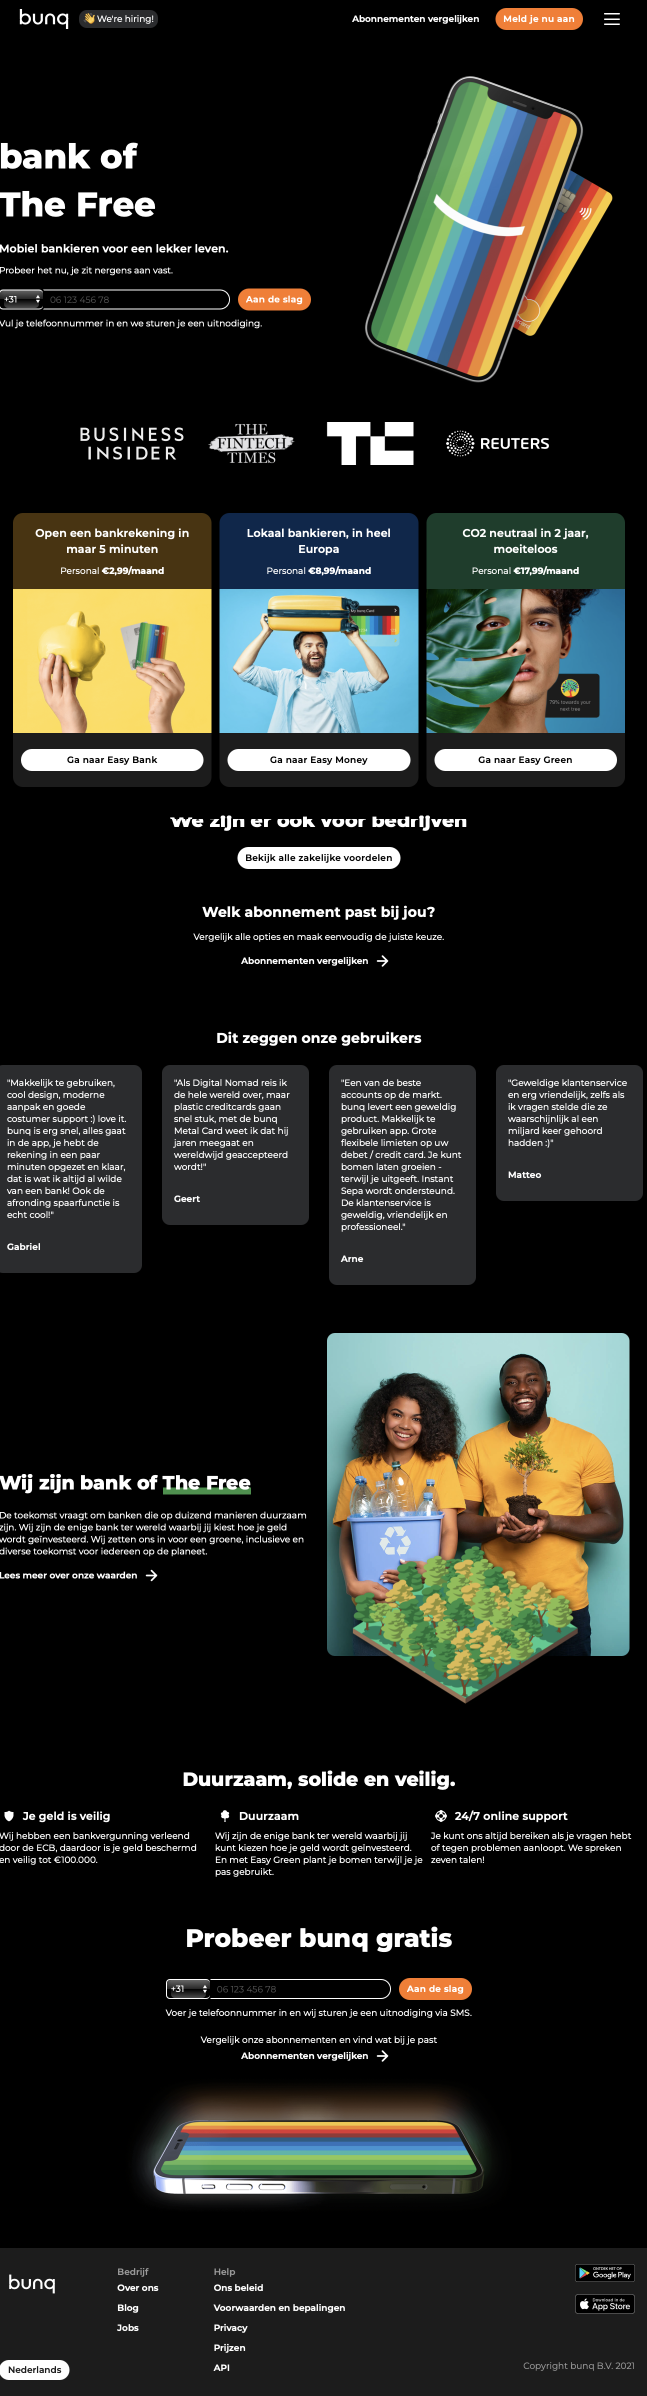 bunq
👋 We're hiring!
Abonnementen vergelijken
Meld je nu aan
bank of
The Free
Mobiel bankieren voor een lekker leven.
Probeer het nu, je zit nergens aan vast.
+31
06 123 456 78
Aan de slag
Vul je telefoonnummer in en we sturen je een uitnodiging.
BUSINESS
INSIDER
THE
FINTECH
TIMES
TC
REUTERS
Open een bankrekening in
maar 5 minuten
Personal €2,99/maand
Ga naar Easy Bank
Lokaal bankieren, in heel
Europa
Personal €8,99/maand
Ga naar Easy Money
CO2 neutraal in 2 jaar,
moeiteloos
Personal €17,99/maand
79% towards your
next tree
Ga naar Easy Green
We zijn er ook voor bedrijven
Bekijk alle zakelijke voordelen
Welk abonnement past bij jou?
Vergelijk alle opties en maak eenvoudig de juiste keuze.
Abonnementen vergelijken
Dit zeggen onze gebruikers
"Makkelijk te gebruiken,
cool design, moderne
aanpak en goede
costumer support :) love it.
bunq is erg snel, alles gaat
in de app, je hebt de
rekening in een paar
minuten opgezet en klaar,
dat is wat ik altijd al wilde
van een bank! Ook de
afronding spaarfunctie is
echt cool!"
Gabriel
"Als Digital Nomad reis ik
de hele wereld over, maar
plastic creditcards gaan
snel stuk, met de bunq
Metal Card weet ik dat hij
jaren meegaat en
wereldwijd geaccepteerd
wordt!"
Geert
"Een van de beste
accounts op de markt.
bunq levert een geweldig
product. Makkelijk te
gebruiken app. Grote
flexibele limieten op uw
debet / credit card. Je kunt
bomen laten groeien -
terwijl je uitgeeft. Instant
Sepa wordt ondersteund.
De klantenservice is
geweldig, vriendelijk en
professioneel."
Arne
"Geweldige klantenservice
en erg vriendelijk, zelfs als
ik vragen stelde die ze
waarschijnlijk al een
miljard keer gehoord
hadden :)"
Matteo
Wij zijn bank of The Free
De toekomst vraagt om banken die op duizend manieren duurzaam
zijn. Wij zijn de enige bank ter wereld waarbij jij kiest hoe je geld
wordt geïnvesteerd. Wij zetten ons in voor een groene, inclusieve en
diverse toekomst voor iedereen op de planeet.
Lees meer over onze waarden
Duurzaam, solide en veilig.
Je geld is veilig
Wij hebben een bankvergunning verleend
door de ECB, daardoor is je geld beschermd
en veilig tot €100.000.
Duurzaam
Wij zijn de enige bank ter wereld waarbij jij
kunt kiezen hoe je geld wordt geïnvesteerd.
En met Easy Green plant je bomen terwijl je je
pas gebruikt.
24/7 online support
Je kunt ons altijd bereiken als je vragen hebt
of tegen problemen aanloopt. We spreken
zeven talen!
Probeer bunq gratis
+31
06 123 456 78
Aan de slag
Voer je telefoonnummer in en wij sturen je een uitnodiging via SMS.
Vergelijk onze abonnementen en vind wat bij je past
Abonnementen vergelijken
bunq
Bedrijf
Over ons
Blog
Jobs
Help
Ons beleid
Voorwaarden en bepalingen
Privacy
Prijzen
API
ONTDEK HET OP
Google Play
Download in de
App Store
Nederlands
Copyright bunq B.V. 2021